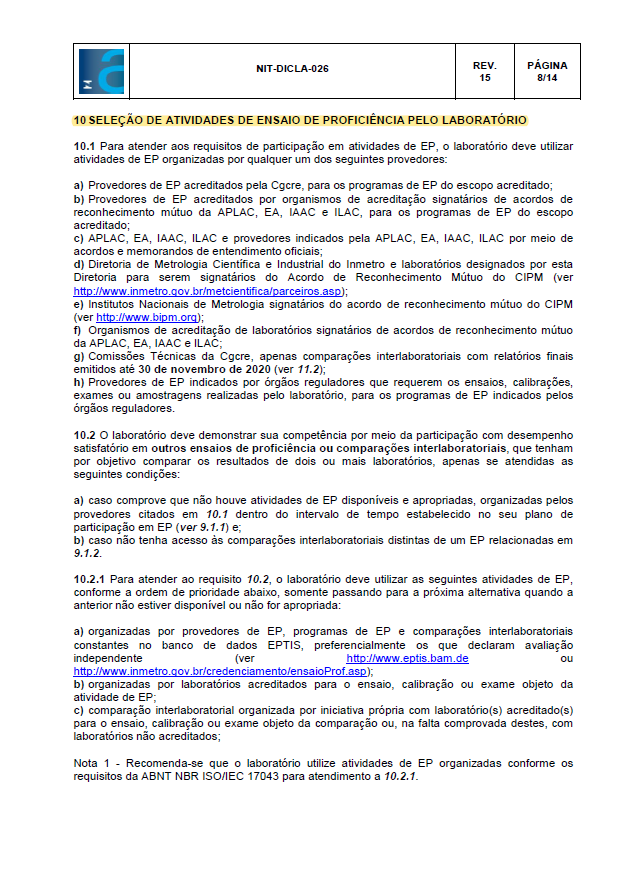 NIT-DICLA-026
REV.
15
PÁGINA
8/14
10 SELEÇÃO DE ATIVIDADES DE ENSAIO DE PROFICIÊNCIA PELO LABORATÓRIO
10.1 Para atender aos requisitos de participação em atividades de EP, o laboratório deve utilizar
atividades de EP organizadas por qualquer um dos seguintes provedores:
a) Provedores de EP acreditados pela Cgcre, para os programas de EP do escopo acreditado;
b) Provedores de EP acreditados por organismos de acreditação signatários de acordos de
reconhecimento mútuo da APLAC, EA, IAAC e ILAC, para os programas de EP do escopo
acreditado;
c) APLAC, EA, IAAC, ILAC e provedores indicados pela APLAC, EA, IAAC, ILAC por meio de
acordos e memorandos de entendimento oficiais;
d) Diretoria de Metrologia Científica e Industrial do Inmetro e laboratórios designados por esta
Diretoria para serem signatários do Acordo de Reconhecimento Mútuo do CIPM (ver
http://www.inmetro.gov.br/metcientifica/parceiros.asp);
e) Institutos Nacionais de Metrologia signatários do acordo de reconhecimento mútuo do CIPM
(ver http://www.bipm.org);
f) Organismos de acreditação de laboratórios signatários de acordos de reconhecimento mútuo
da APLAC, EA, IAAC e ILAC;
g) Comissões Técnicas da Cgcre, apenas comparações interlaboratoriais com relatórios finais
emitidos até 30 de novembro de 2020 (ver 11.2);
h) Provedores de EP indicados por órgãos reguladores que requerem os ensaios, calibrações,
exames ou amostragens realizadas pelo laboratório, para os programas de EP indicados pelos
órgãos reguladores.
10.2 O laboratório deve demonstrar sua competência por meio da participação com desempenho
satisfatório em outros ensaios de proficiência ou comparações interlaboratoriais, que tenham
por objetivo comparar os resultados de dois ou mais laboratórios, apenas se atendidas as
seguintes condições:
a) caso comprove que não houve atividades de EP disponíveis e apropriadas, organizadas pelos
provedores citados em 10.1 dentro do intervalo de tempo estabelecido no seu plano de
participação em EP (ver 9.1.1) e;
b) caso não tenha acesso às comparações interlaboratoriais distintas de um EP relacionadas em
9.1.2.
10.2.1 Para atender ao requisito 10.2, o laboratório deve utilizar as seguintes atividades de EP,
conforme a ordem de prioridade abaixo, somente passando para a próxima alternativa quando a
anterior não estiver disponível ou não for apropriada:
a) organizadas por provedores de EP, programas de EP e comparações interlaboratoriais
constantes no banco de dados EPTIS, preferencialmente os que declaram avaliação
independente (ver http://www.eptis.bam.de ou
http://www.inmetro.gov.br/credenciamento/ensaioProf.asp);
b) organizadas por laboratórios acreditados para o ensaio, calibração ou exame objeto da
atividade de EP;
c) comparação interlaboratorial organizada por iniciativa própria com laboratório(s) acreditado(s)
para o ensaio, calibração ou exame objeto da comparação ou, na falta comprovada destes, com
laboratórios não acreditados;
Nota 1 - Recomenda-se que o laboratório utilize atividades de EP organizadas conforme os
requisitos da ABNT NBR ISO/IEC 17043 para atendimento a 10.2.1.